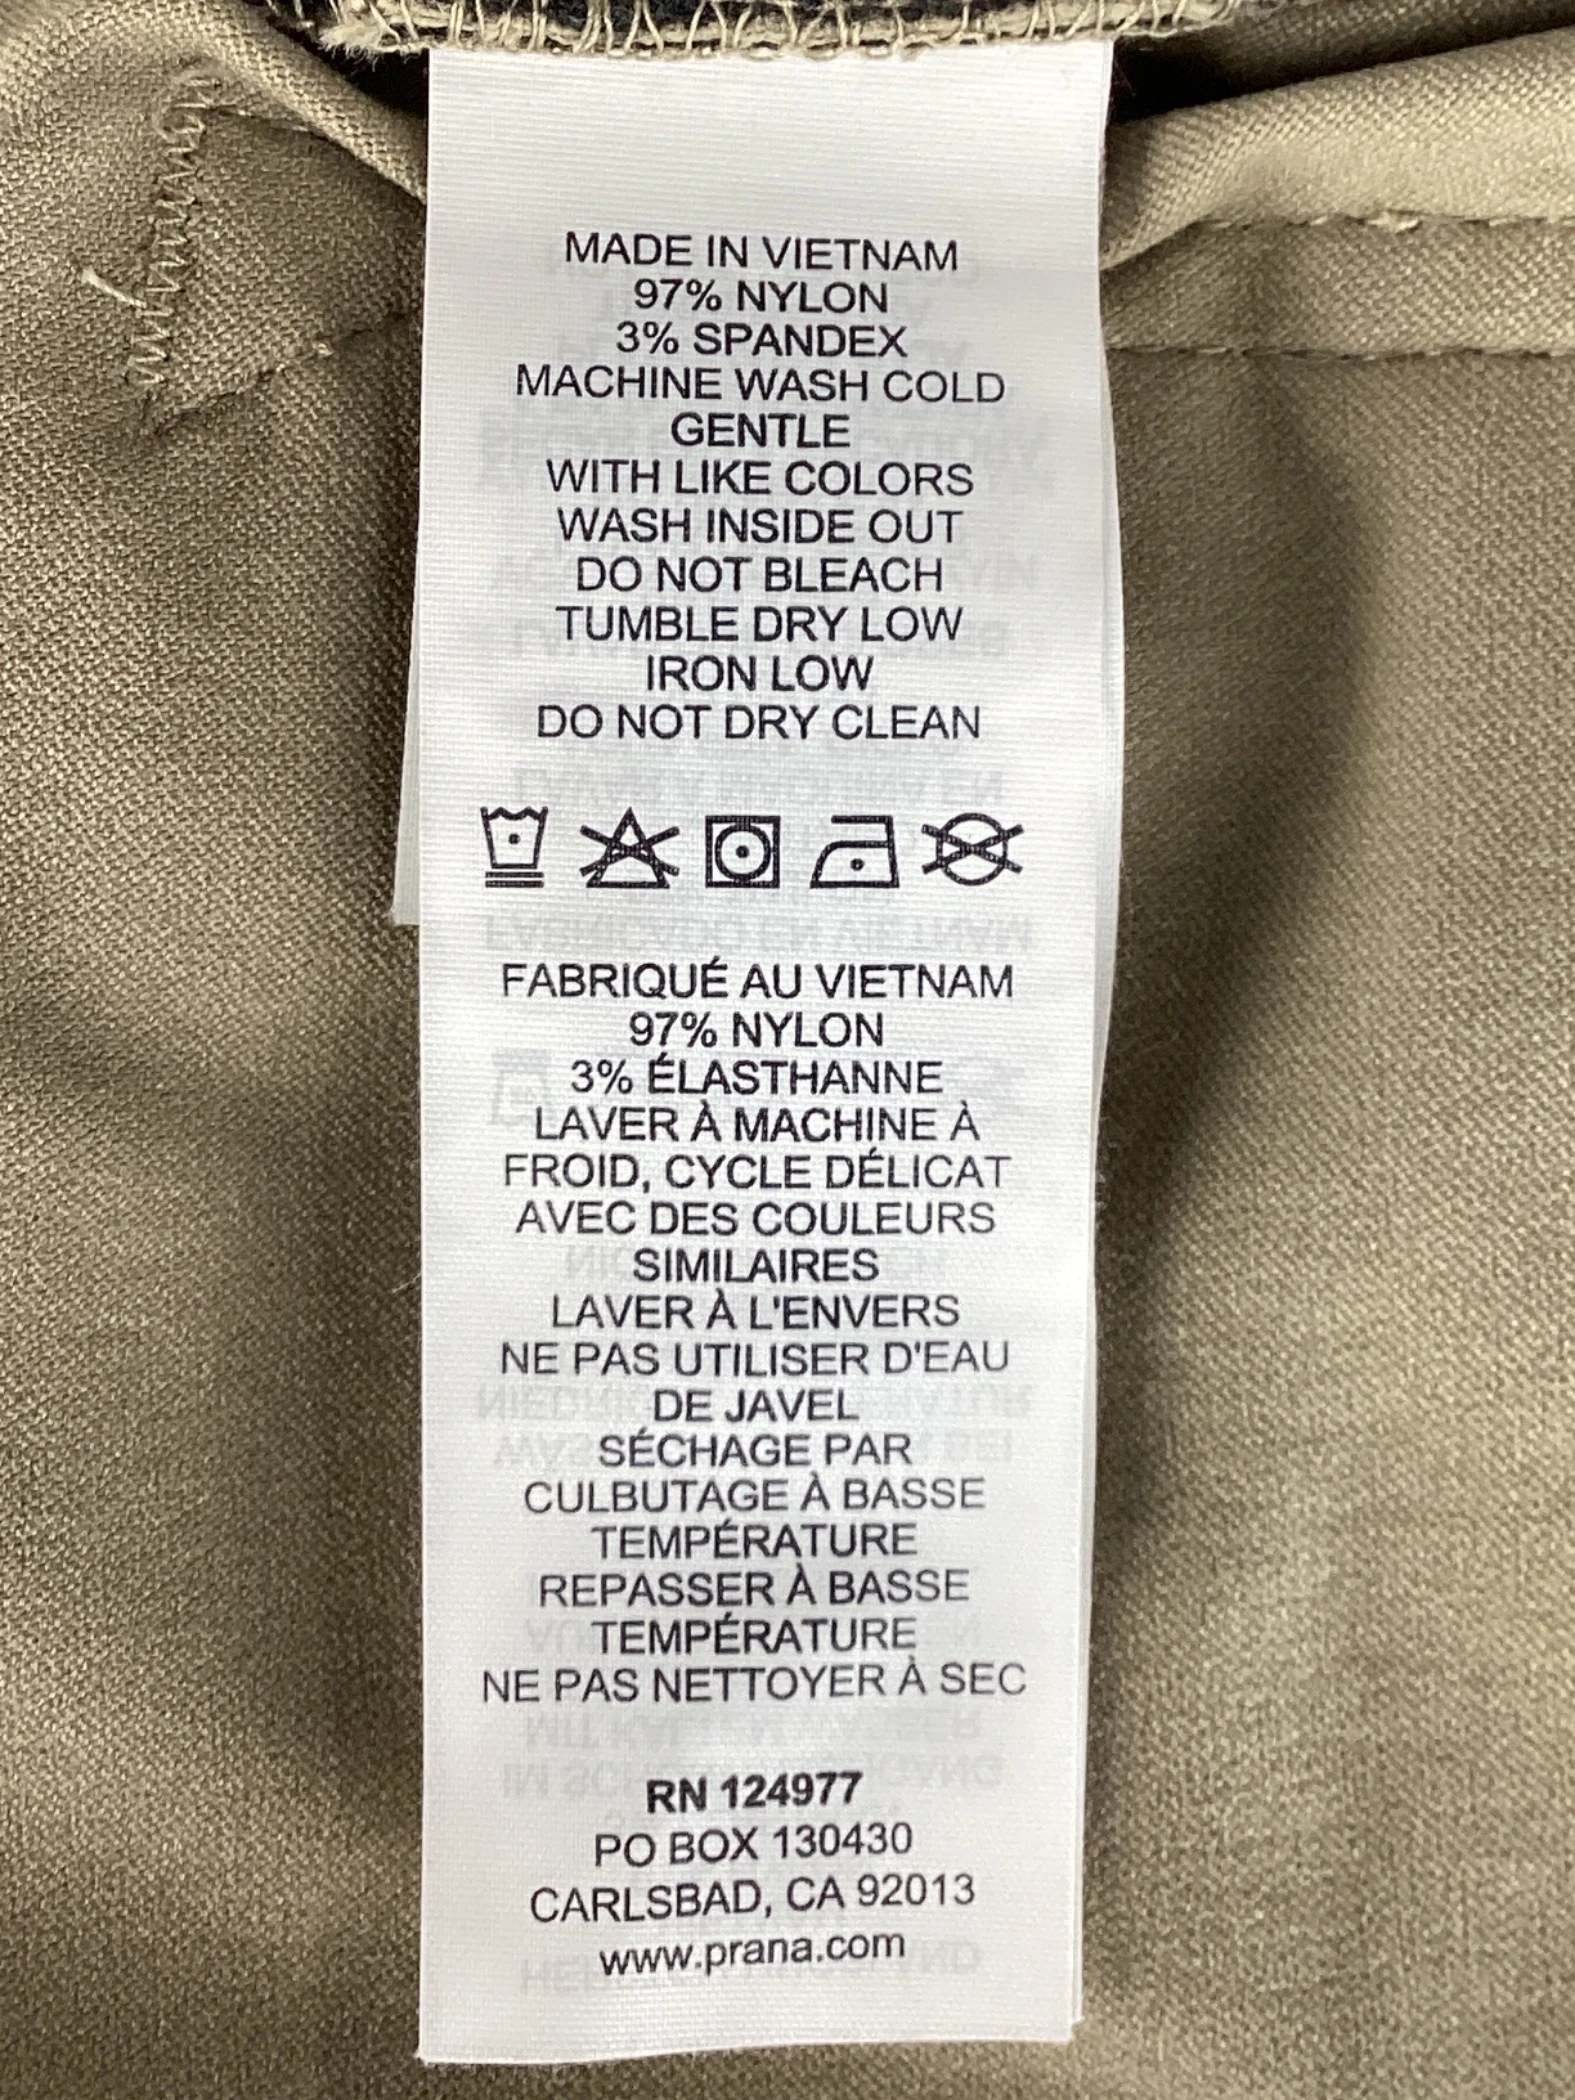 MADE IN VIETNAM
97% NYLON
3% SPANDEX
MACHINE WASH COLD
GENTLE
WITH LIKE COLORS
WASH INSIDE OUT
DO NOT BLEACH
TUMBLE DRY LOW
IRON LOW
DO NOT DRY CLEAN
FABRIQUÉ AU VIETNAM
97% NYLON
3% ÉLASTHANNE
LAVER À MACHINE À
FROID, CYCLE DÉLICAT
AVEC DES COULEURS
SIMILAIRES
LAVER À L'ENVERS
NE PAS UTILISER D'EAU
DE JAVEL
SÉCHAGE PAR
CULBUTAGE À BASSE
TEMPÉRATURE
REPASSER À BASSE
TEMPÉRATURE
NE PAS NETTOYER À SEC
RN 124977
PO BOX 130430
CARLSBAD, CA 92013
www.prana.com